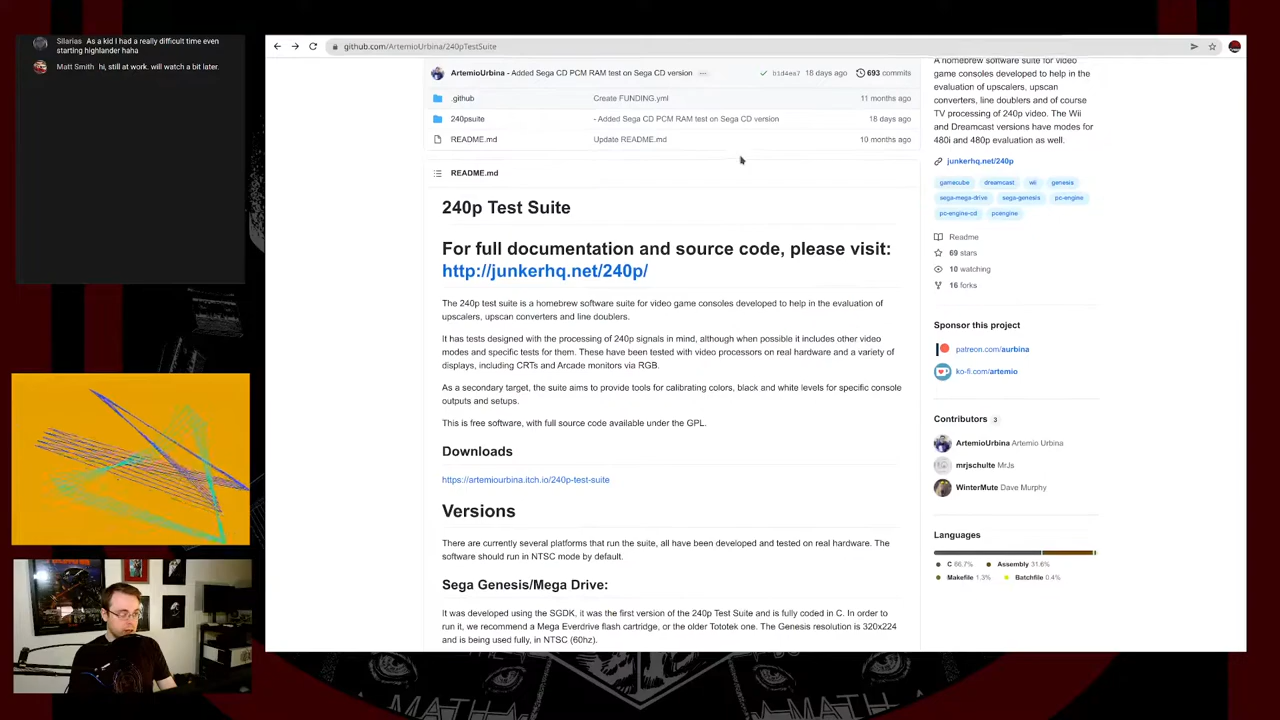 Silarias As a kid I had a really difficult time even
starting highlander haha
Matt Smith hi, still at work. will watch a bit later.
github.com/ArtemioUrbina/240pTestSuite
ArtemioUrbina - Added Sega CD PCM RAM test on Sega CD version
b1d4ea7 18 days ago 693 commits
.github Create FUNDING.yml 11 months ago
240psuite - Added Sega CD PCM RAM test on Sega CD version 18 days ago
README.md Update README.md 10 months ago
README.md
240p Test Suite
For full documentation and source code, please visit:
http://junkerhq.net/240p/
The 240p test suite is a homebrew software suite for video game consoles developed to help in the evaluation of
upscalers, upscan converters and line doublers.
It has tests designed with the processing of 240p signals in mind, although when possible it includes other video
modes and specific tests for them. These have been tested with video processors on real hardware and a variety of
displays, including CRTs and Arcade monitors via RGB.
As a secondary target, the suite aims to provide tools for calibrating colors, black and white levels for specific console
outputs and setups.
This is free software, with full source code available under the GPL.
Downloads
https://artemiourbina.itch.io/240p-test-suite
Versions
There are currently several platforms that run the suite, all have been developed and tested on real hardware. The
software should run in NTSC mode by default.
Sega Genesis/Mega Drive:
It was developed using the SGDK, it was the first version of the 240p Test Suite and is fully coded in C. In order to
run it, we recommend a Mega Everdrive flash cartridge, or the older Tototek one. The Genesis resolution is 320x224
and is being used fully, in NTSC (60hz).
A homebrew software suite for video
game consoles developed to help in the
evaluation of upscalers, upscan
converters, line doublers and of course
TV processing of 240p video. The Wii
and Dreamcast versions have modes for
480i and 480p evaluation as well.
junkerhq.net/240p
gamecube dreamcast wii genesis
sega-mega-drive sega-genesis pc-engine
pc-engine-cd pcengine
Readme
69 stars
10 watching
16 forks
Sponsor this project
patreon.com/aurbina
ko-fi.com/artemio
Contributors 3
ArtemioUrbina Artemio Urbina
mrjschulte MrJs
WinterMute Dave Murphy
Languages
C 66.7% Assembly 31.6%
Makefile 1.3% Batchfile 0.4%